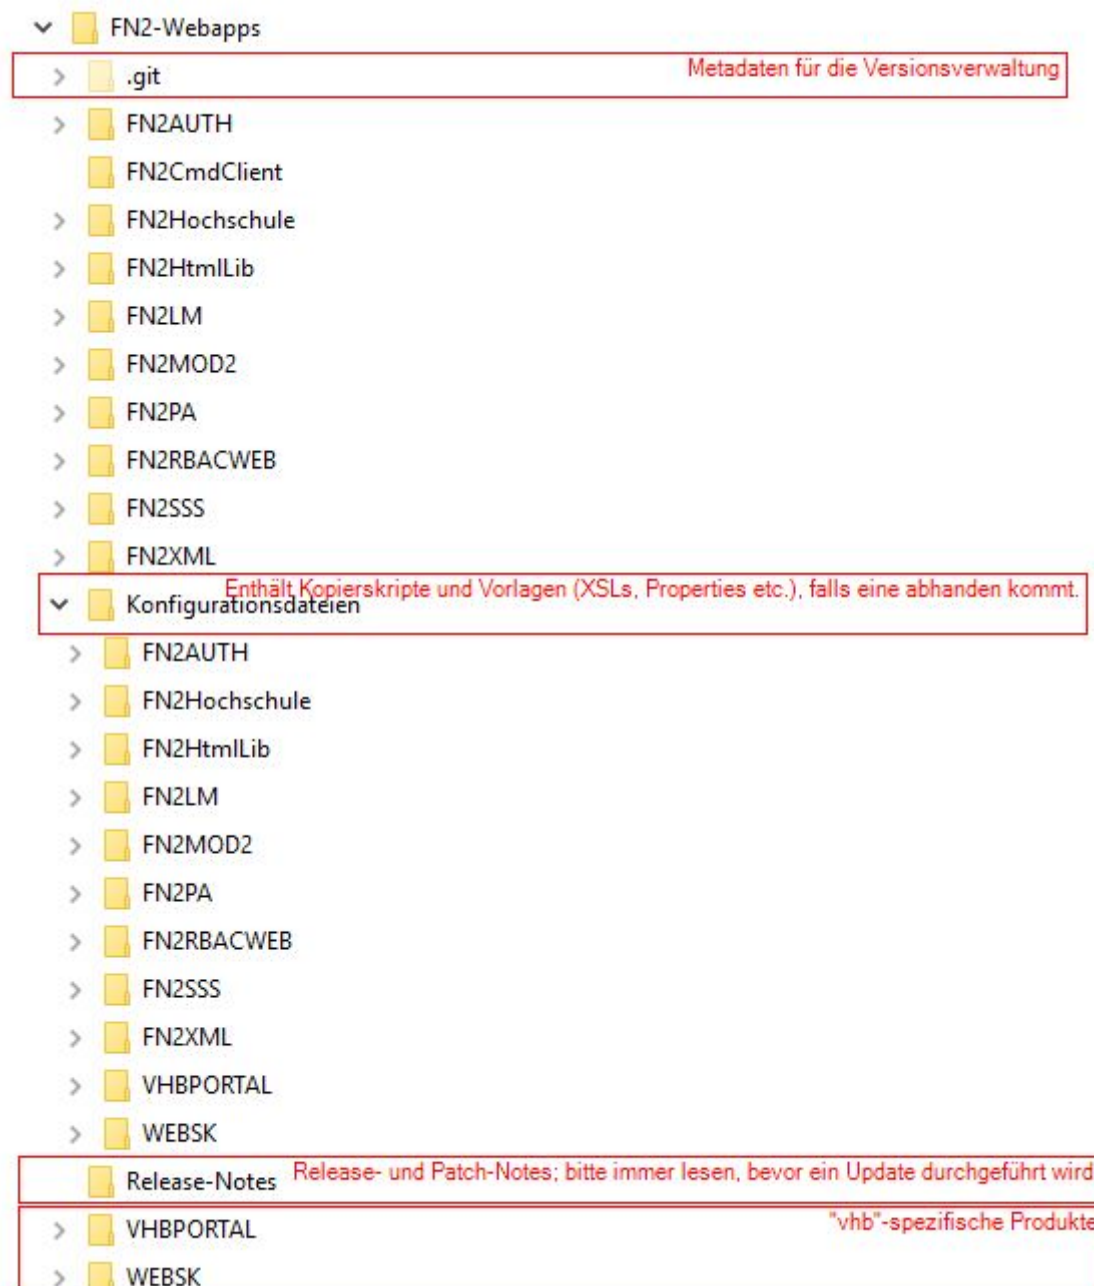 FN2-Webapps
.git Metadaten für die Versionsverwaltung
FN2AUTH
FN2CmdClient
FN2Hochschule
FN2HtmlLib
FN2LM
FN2MOD2
FN2PA
FN2RBACWEB
FN2SSS
FN2XML
Enthält Kopierskripte und Vorlagen (XSLs, Properties etc.), falls eine abhanden kommt.
Konfigurationsdateien
FN2AUTH
FN2Hochschule
FN2HtmlLib
FN2LM
FN2MOD2
FN2PA
FN2RBACWEB
FN2SSS
FN2XML
VHBPORTAL
WEBSK
Release-Notes Release- und Patch-Notes; bitte immer lesen, bevor ein Update durchgeführt wird
VHBPORTAL "vhb"-spezifische Produkte
WEBSK